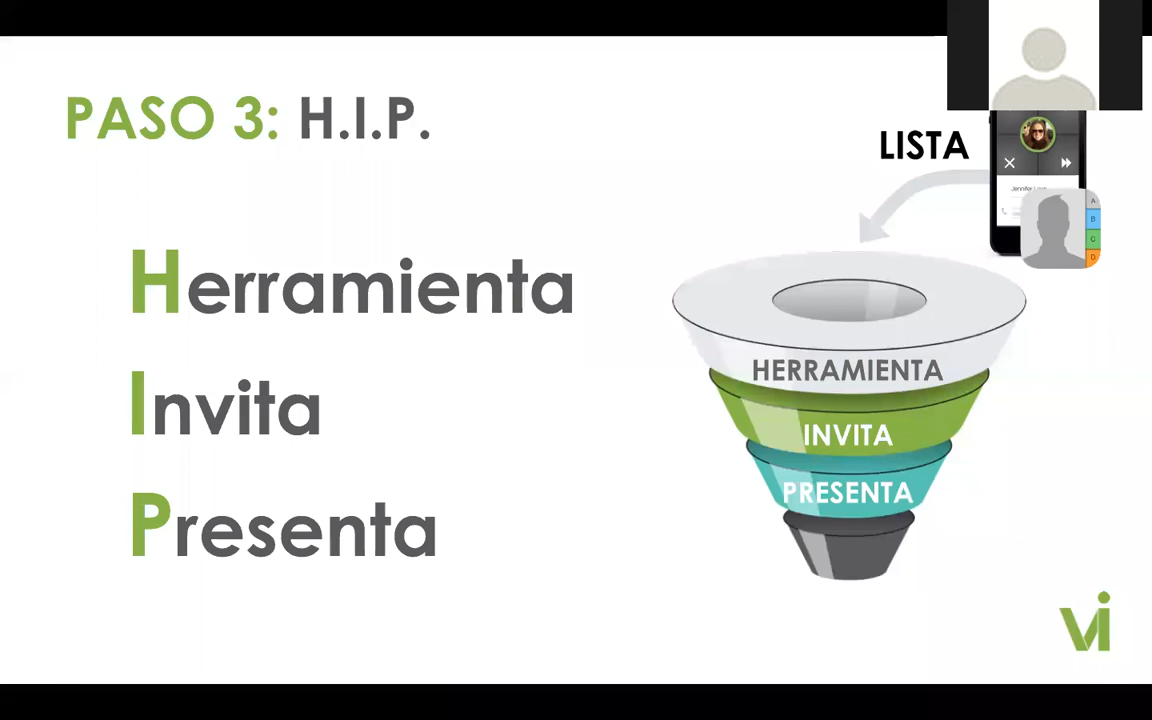 PASO 3: H.I.P.
LISTA
Herramienta
Invita
Presenta
HERRAMIENTA
INVITA
PRESENTA
A
B
C
D
vi